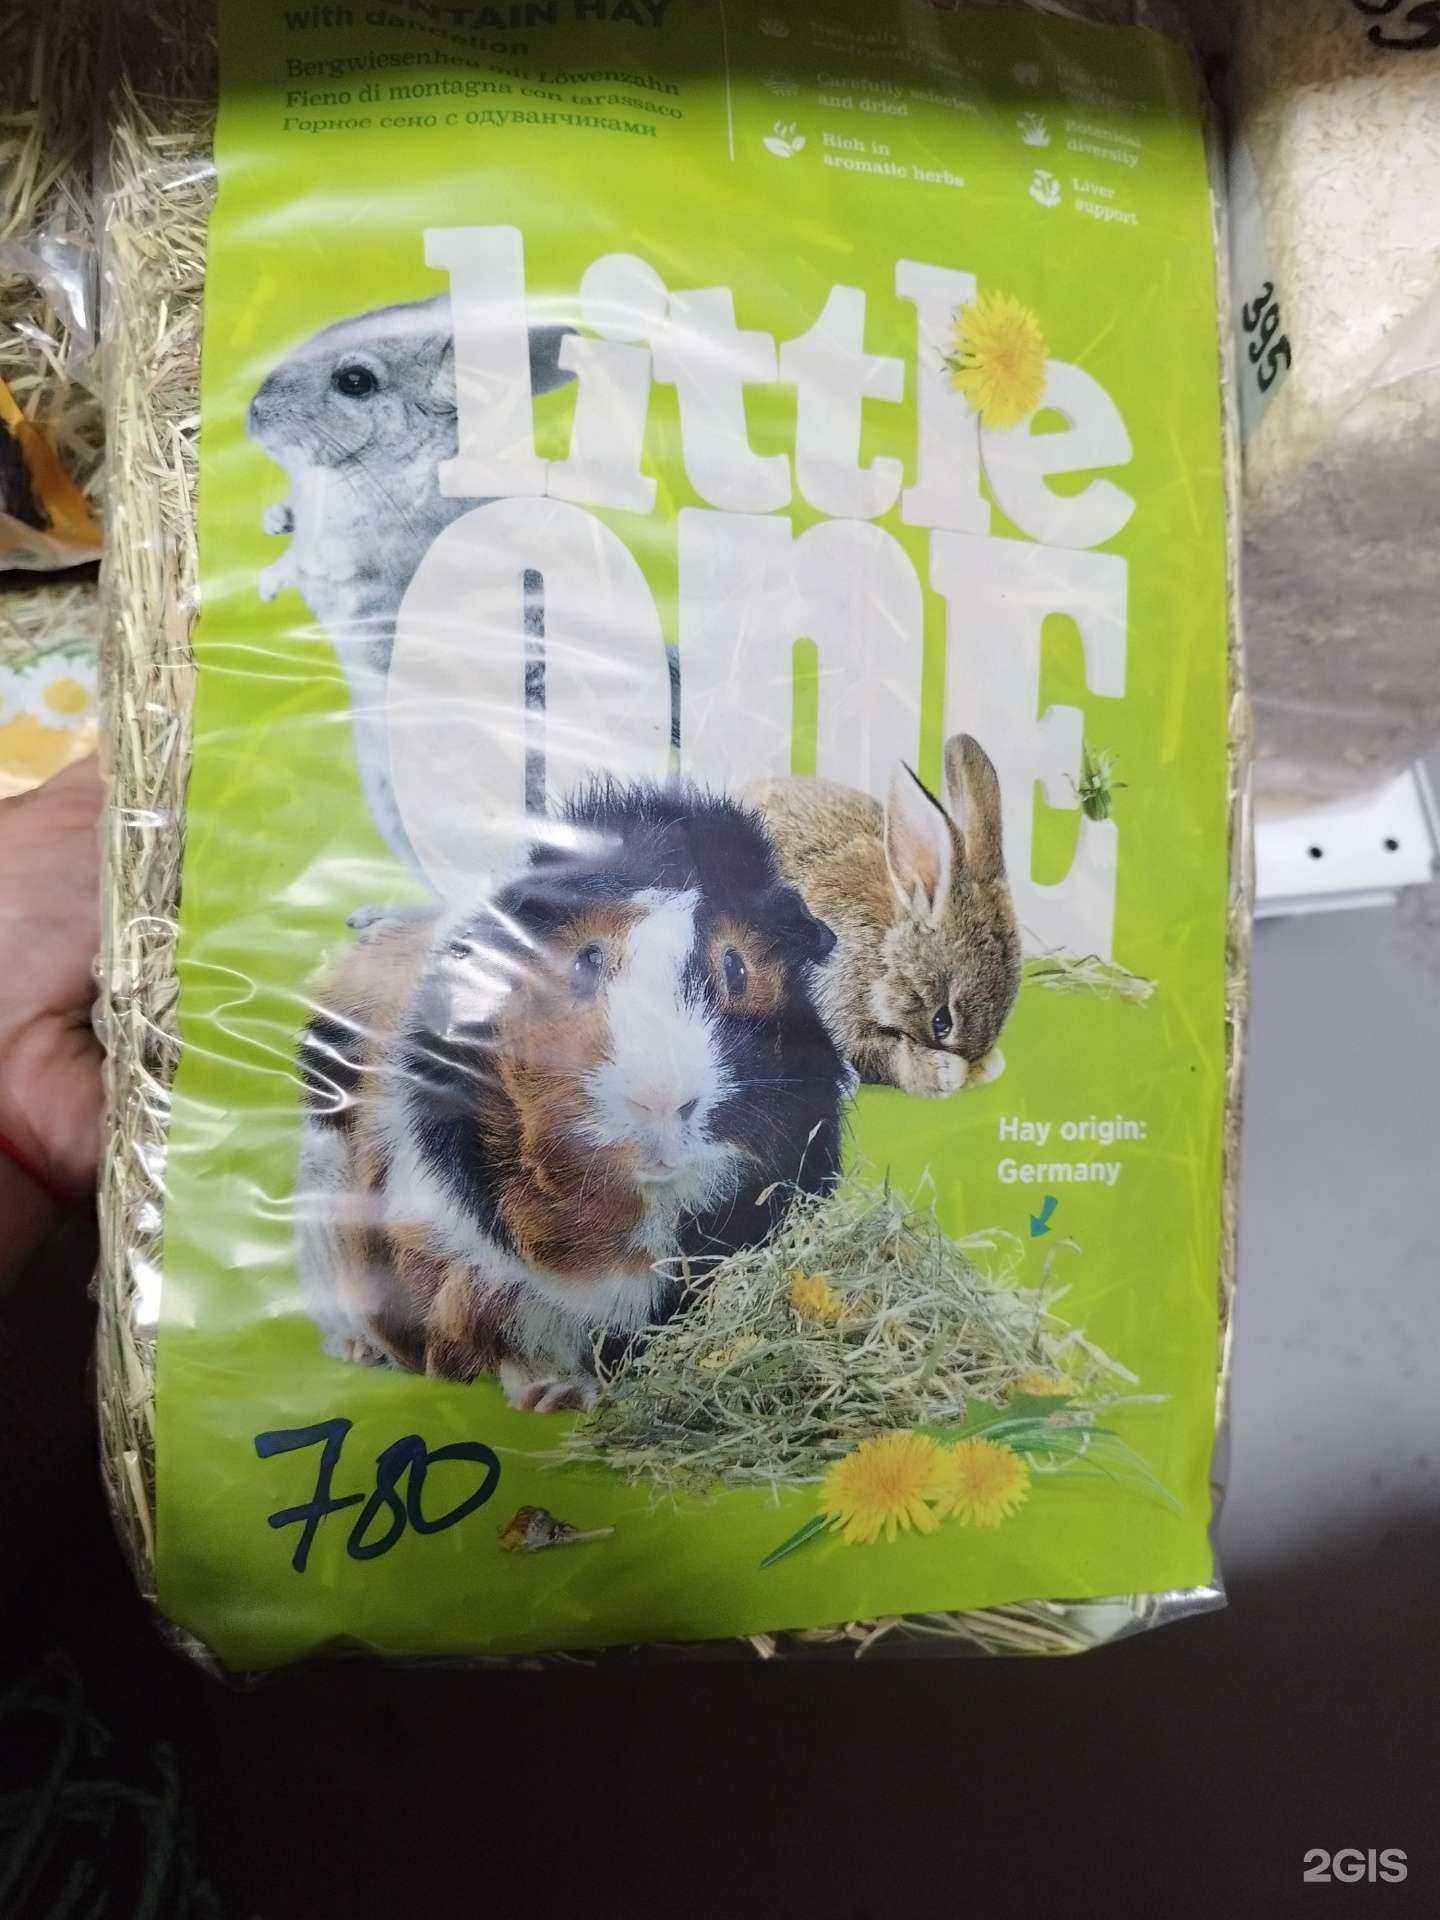 HAY
with dandelion
Bergwiesenheu mit Löwenzahn
Fieno di montagna con tarassaco
Горное сено с одуванчиками
Carefully selected
and dried
Rich in
aromatic herbs
Botanical
diversity
Liver
support
little
one
Hay origin:
Germany
780
395
2GIS